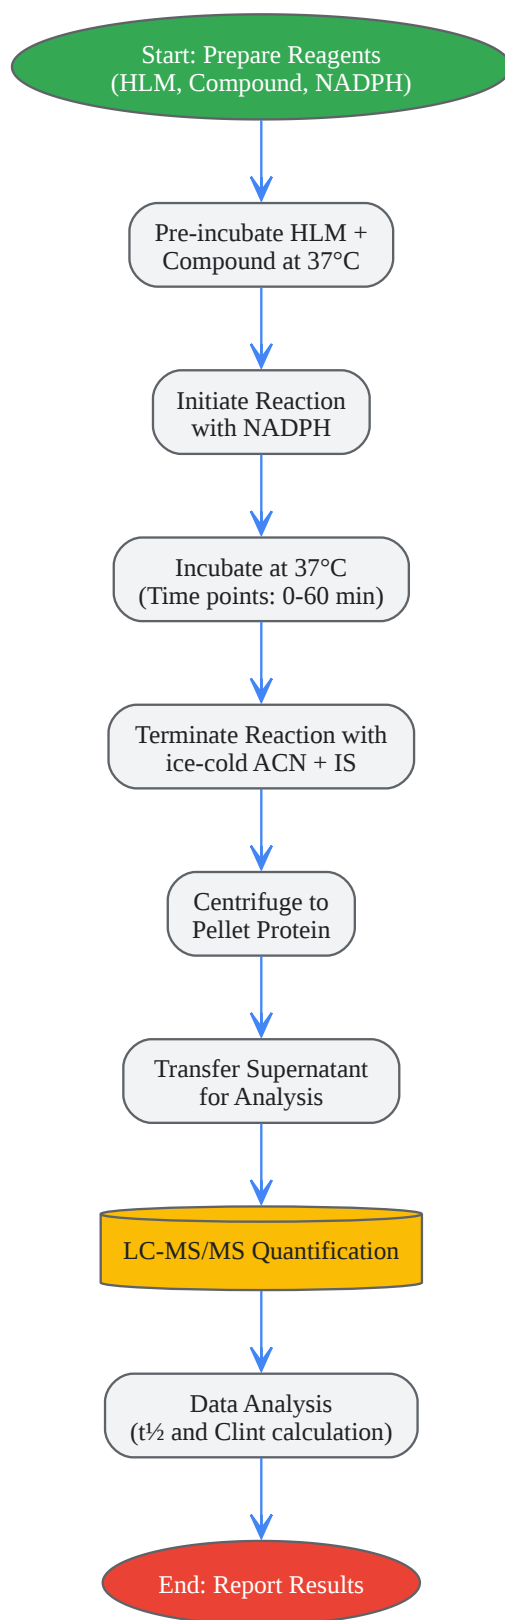 Start: Prepare Reagents
(HLM, Compound, NADPH)
Pre-incubate HLM +
Compound at 37°C
Initiate Reaction
with NADPH
Incubate at 37°C
(Time points: 0-60 min)
Terminate Reaction with
ice-cold ACN + IS
Centrifuge to
Pellet Protein
Transfer Supernatant
for Analysis
LC-MS/MS Quantification
Data Analysis
(t½ and Clint calculation)
End: Report Results